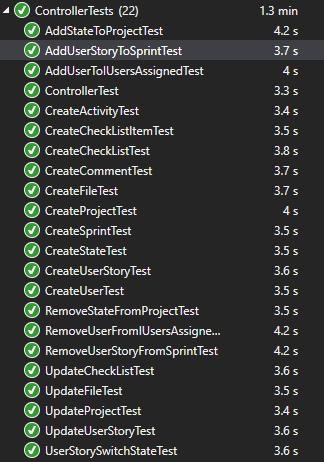 ControllerTests (22) 1.3 min
AddStateToProjectTest 4.2 s
AddUserStoryToSprintTest 3.7 s
AddUserToIUsersAssignedTest 4 s
ControllerTest 3.3 s
CreateActivityTest 3.4 s
CreateCheckListItemTest 3.5 s
CreateCheckListTest 3.8 s
CreateCommentTest 3.7 s
CreateFileTest 3.7 s
CreateProjectTest 4 s
CreateSprintTest 3.5 s
CreateStateTest 3.5 s
CreateUserStoryTest 3.6 s
CreateUserTest 3.5 s
RemoveStateFromProjectTest 3.5 s
RemoveUserFromIUsersAssigne... 4.2 s
RemoveUserStoryFromSprintTest 4.2 s
UpdateCheckListTest 3.6 s
UpdateFileTest 3.5 s
UpdateProjectTest 3.4 s
UpdateUserStoryTest 3.6 s
UserStorySwitchStateTest 3.6 s